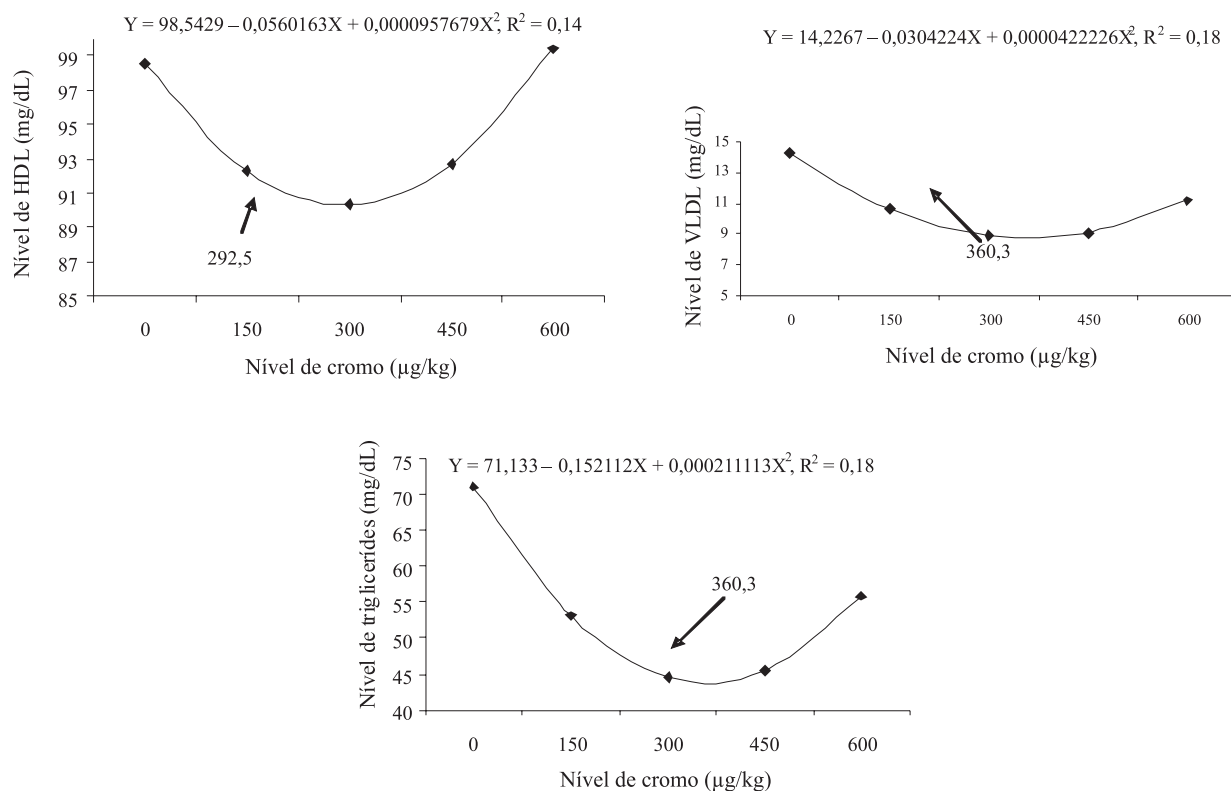 Y = 98,5429 – 0,0560163X + 0,0000957679X², R² = 0,14
Nível de HDL (mg/dL)
99
97
95
93
91
89
87
85
292,5
0 150 300 450 600
Nível de cromo (µg/kg)
Y = 14,2267 – 0,0304224X + 0,0000422226X², R² = 0,18
Nível de VLDL (mg/dL)
15
13
11
9
7
5
360,3
0 150 300 450 600
Nível de cromo (µg/kg)
Y = 71,133 – 0,152112X + 0,000211113X², R² = 0,18
Nível de triglicerídes (mg/dL)
75
70
65
60
55
50
45
40
360,3
0 150 300 450 600
Nível de cromo (µg/kg)